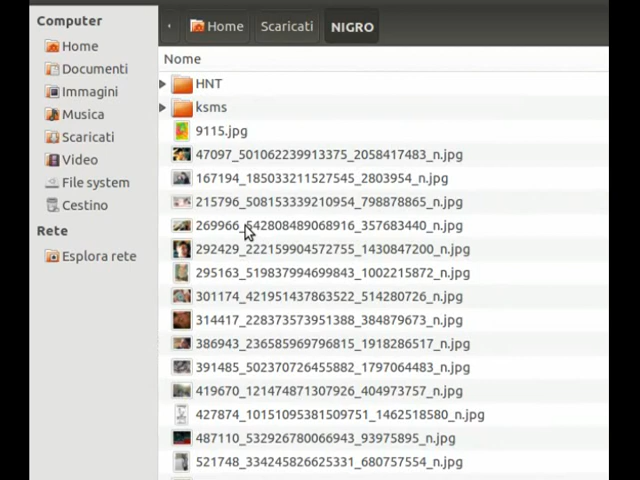 Computer
Home
Documenti
Immagini
Musica
Scaricati
Video
File system
Cestino
Rete
Esplora rete
Home Scaricati NIGRO
Nome
HNT
ksms
9115.jpg
47097_501062239913375_2058417483_n.jpg
167194_185033211527545_2803954_n.jpg
215796_508153339210954_798878865_n.jpg
269966_542808489068916_357683440_n.jpg
292429_222159904572755_1430847200_n.jpg
295163_519837994699843_1002215872_n.jpg
301174_421951437863522_514280726_n.jpg
314417_228373573951388_384879673_n.jpg
386943_236585969796815_1918286517_n.jpg
391485_502370726455882_1797064483_n.jpg
419670_121474871307926_404973757_n.jpg
427874_10151095381509751_1462518580_n.jpg
487110_532926780066943_93975895_n.jpg
521748_334245826625331_680757554_n.jpg